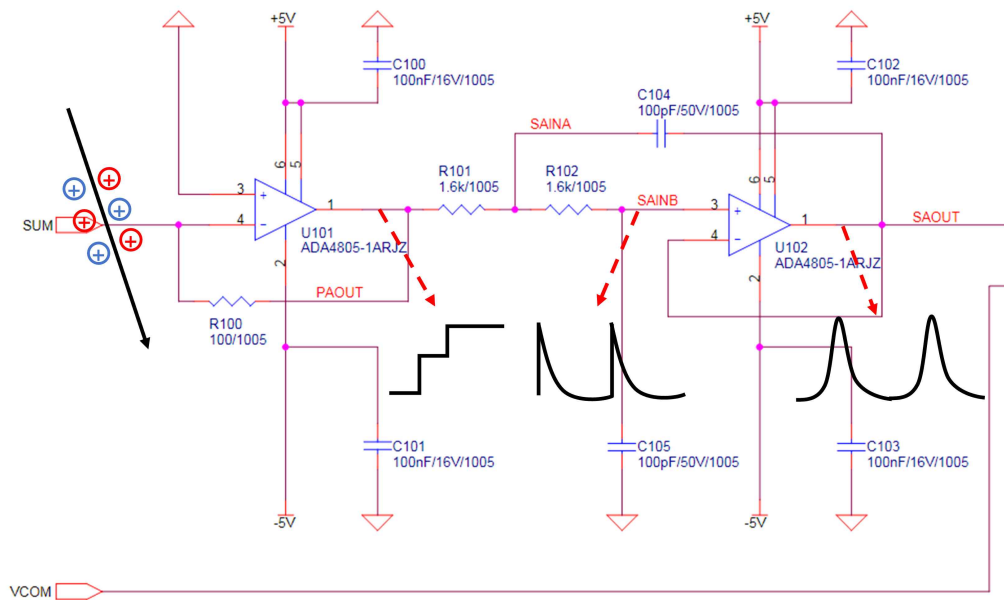 +5V
+5V
C100
100nF/16V/1005
C102
100nF/16V/1005
C104
100pF/50V/1005
SAINA
6
5
6
5
R101
1.6k/1005
R102
1.6k/1005
3
+
1
SAINB
3
+
1
SAOUT
SUM
4
-
4
-
U101
ADA4805-1ARJZ
U102
ADA4805-1ARJZ
2
2
PAOUT
R100
100/1005
C101
100nF/16V/1005
C105
100pF/50V/1005
C103
100nF/16V/1005
-5V
-5V
VCOM